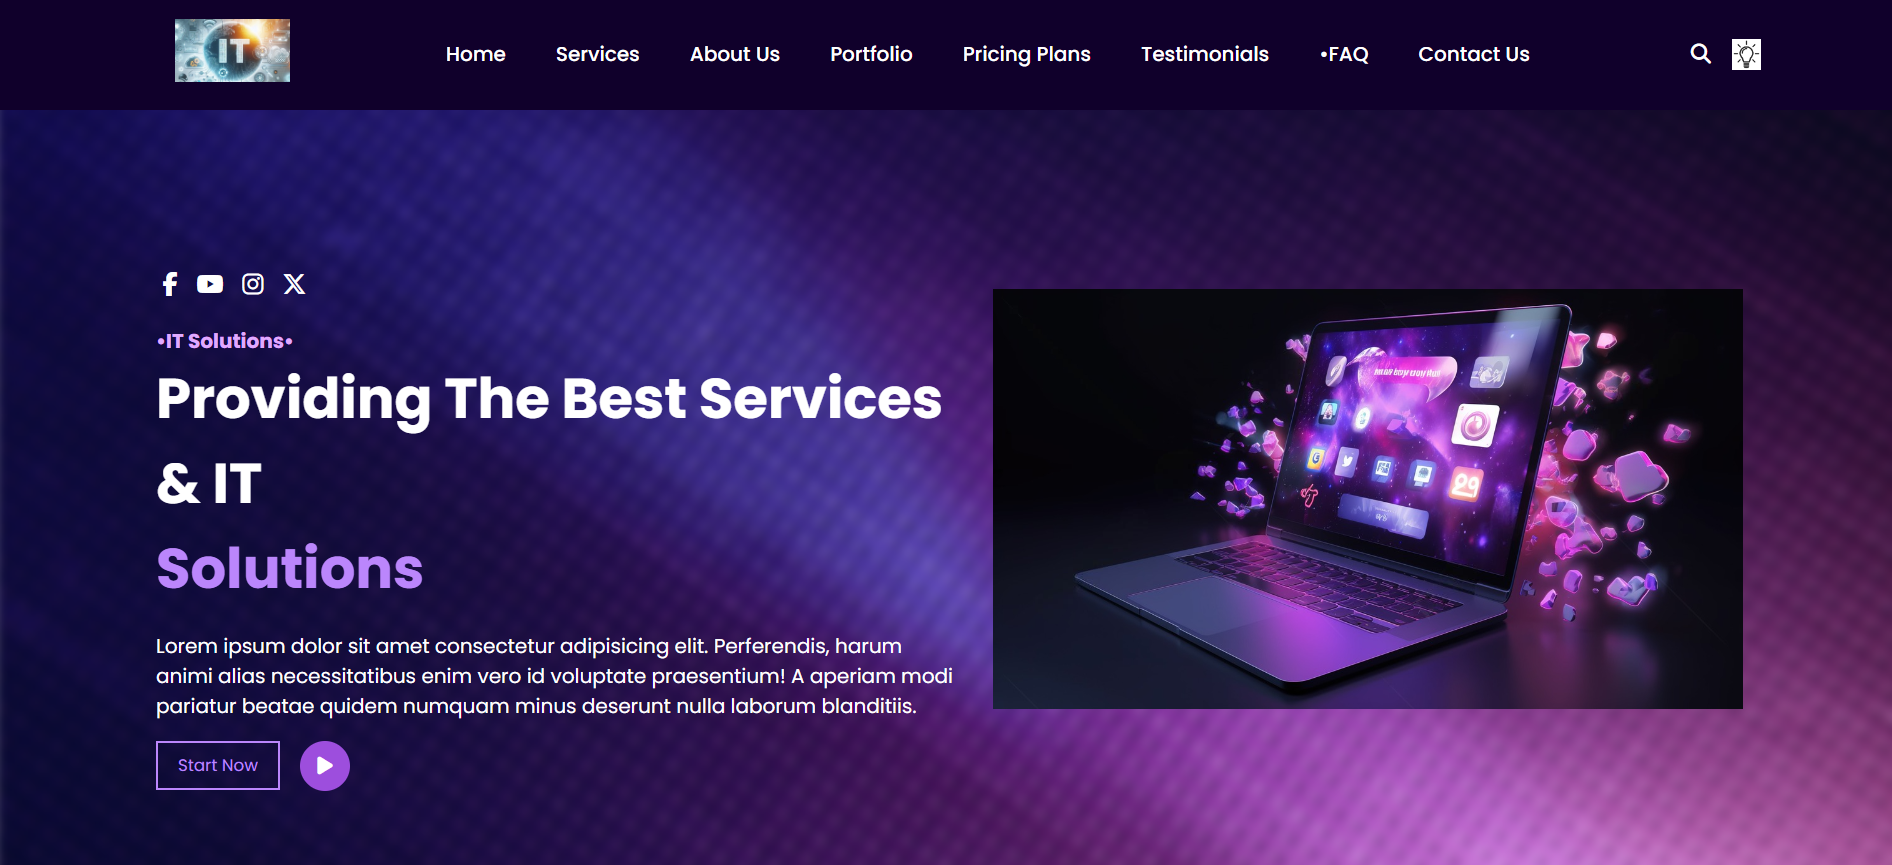 IT
Home
Services
About Us
Portfolio
Pricing Plans
Testimonials
•FAQ
Contact Us
•IT Solutions•
Providing The Best Services
& IT
Solutions
Lorem ipsum dolor sit amet consectetur adipisicing elit. Perferendis, harum
animi alias necessitatibus enim vero id voluptate praesentium! A aperiam modi
pariatur beatae quidem numquam minus deserunt nulla laborum blanditiis.
Start Now